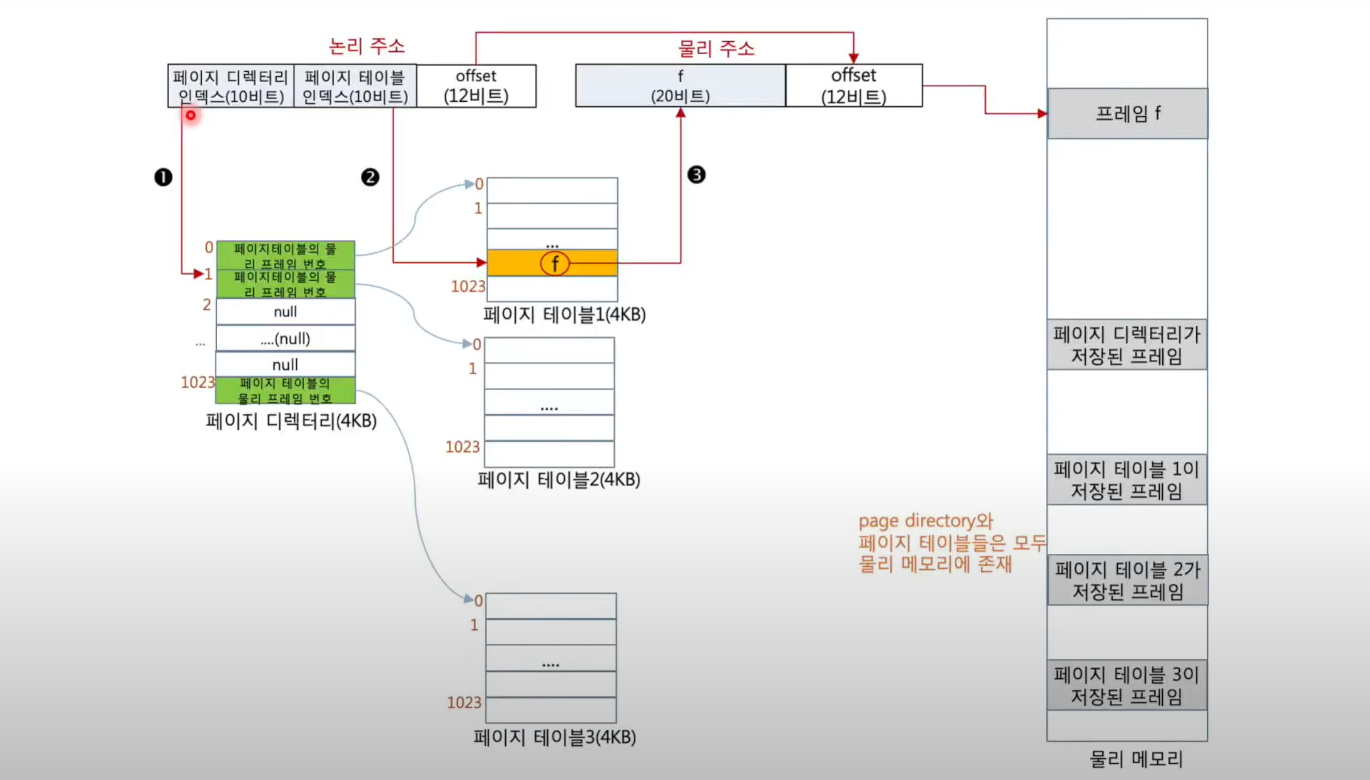 논리 주소
물리 주소
페이지 디렉터리
인덱스(10비트)
페이지 테이블
인덱스(10비트)
offset
(12비트)
f
(20비트)
offset
(12비트)
프레임 f
❶
❷
❸
0
페이지테이블의 물
리 프레임 번호
1
페이지테이블의 물
리 프레임 번호
2
null
...
....(null)
null
1023
페이지 테이블의
물리 프레임 번호
페이지 디렉터리(4KB)
0
1
...
f
1023
페이지 테이블1(4KB)
0
1
....
1023
페이지 테이블2(4KB)
0
1
....
1023
페이지 테이블3(4KB)
page directory와
페이지 테이블들은 모두
물리 메모리에 존재
페이지 디렉터리가
저장된 프레임
페이지 테이블 1이
저장된 프레임
페이지 테이블 2가
저장된 프레임
페이지 테이블 3이
저장된 프레임
물리 메모리